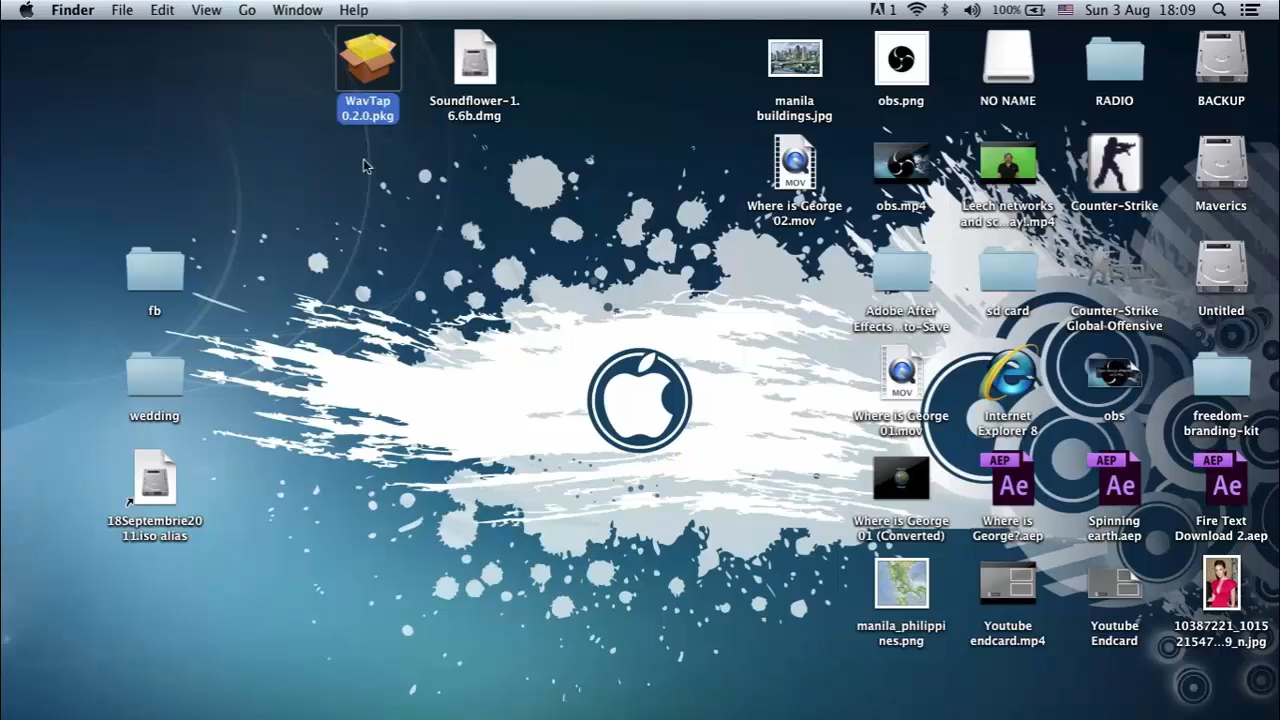 Finder File Edit View Go Window Help
1 100% Sun 3 Aug 18:09
WavTap
0.2.0.pkg
Soundflower-1.
6.6b.dmg
manila
buildings.jpg
obs.png
NO NAME
RADIO
BACKUP
MOV
Where is George
02.mov
obs.mp4
Leech networks
and sc...ay!.mp4
Counter-Strike
Maverics
fb
Adobe After
Effects...to-Save
sd card
Counter-Strike
Global Offensive
Untitled
wedding
MOV
Where is George
01.mov
Internet
Explorer 8
obs
freedom-
branding-kit
18Septembrie20
11.iso alias
Where is George
01 (Converted)
AEP
Ae
Where is
George?.aep
AEP
Ae
Spinning
earth.aep
AEP
Ae
Fire Text
Download 2.aep
manila_philippi
nes.png
Youtube
endcard.mp4
Youtube
Endcard
10387221_1015
21547...9_n.jpg